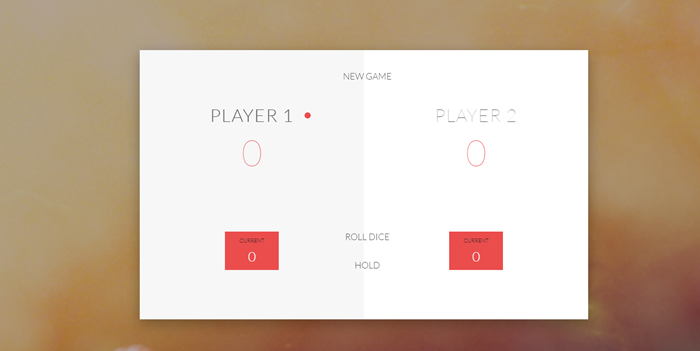 NEW GAME
PLAYER 1
PLAYER 2
0
0
CURRENT
0
ROLL DICE
HOLD
CURRENT
0